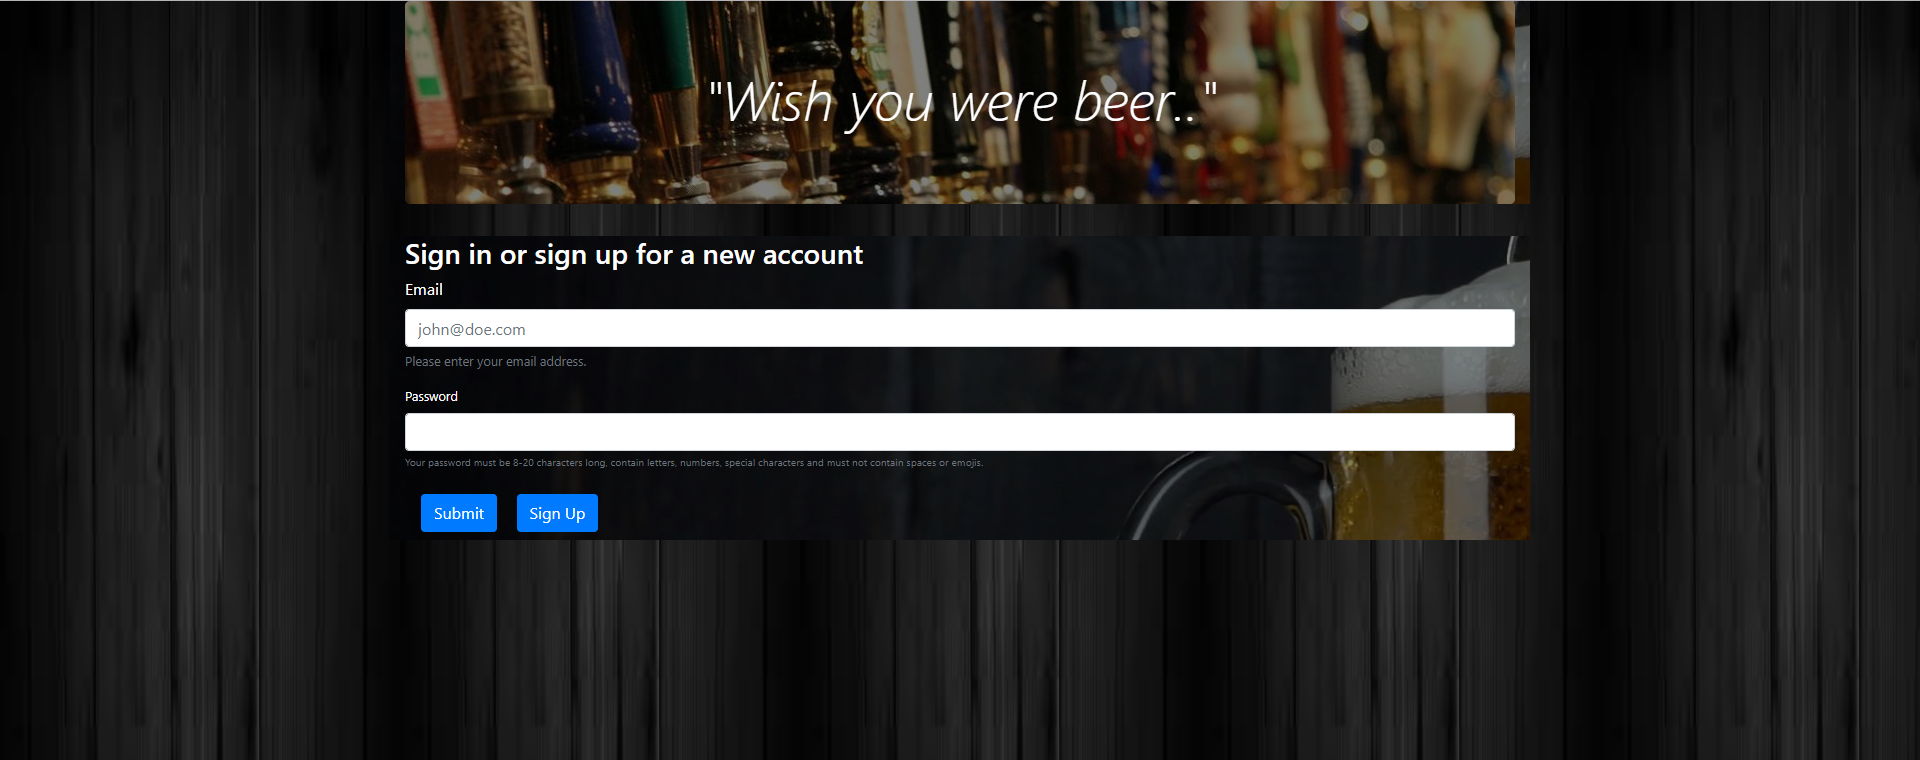 "Wish you were beer.."
Sign in or sign up for a new account
Email
john@doe.com
Please enter your email address.
Password
Your password must be 8-20 characters long, contain letters, numbers, special characters and must not contain spaces or emojis.
Submit Sign Up